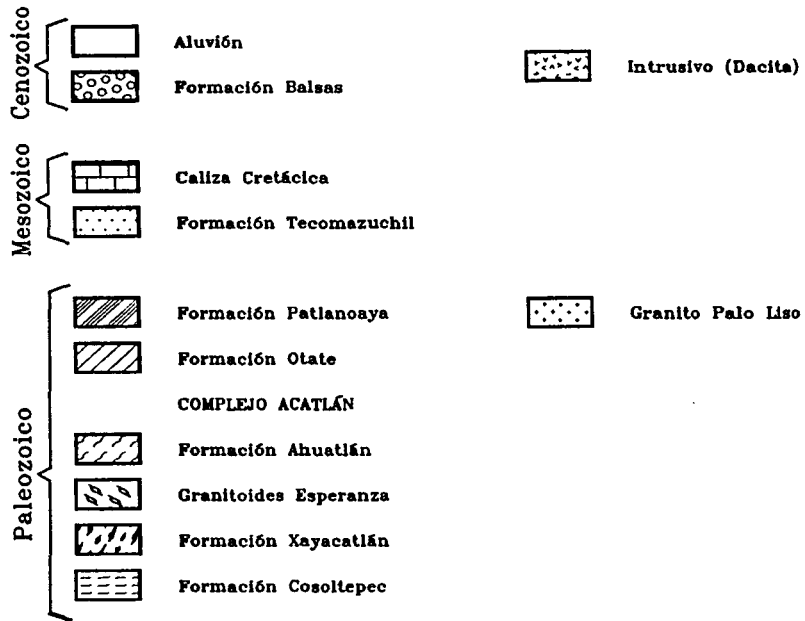 Cenozoico
Aluvión
Formación Balsas
Intrusivo (Dacita)
Mesozoico
Caliza Cretácica
Formación Tecomazuchil
Paleozoico
Formación Patlanoaya
Granito Palo Liso
Formación Otate
COMPLEJO ACATLÁN
Formación Ahuatlán
Granitoides Esperanza
Formación Xayacatlán
Formación Cosoltepec